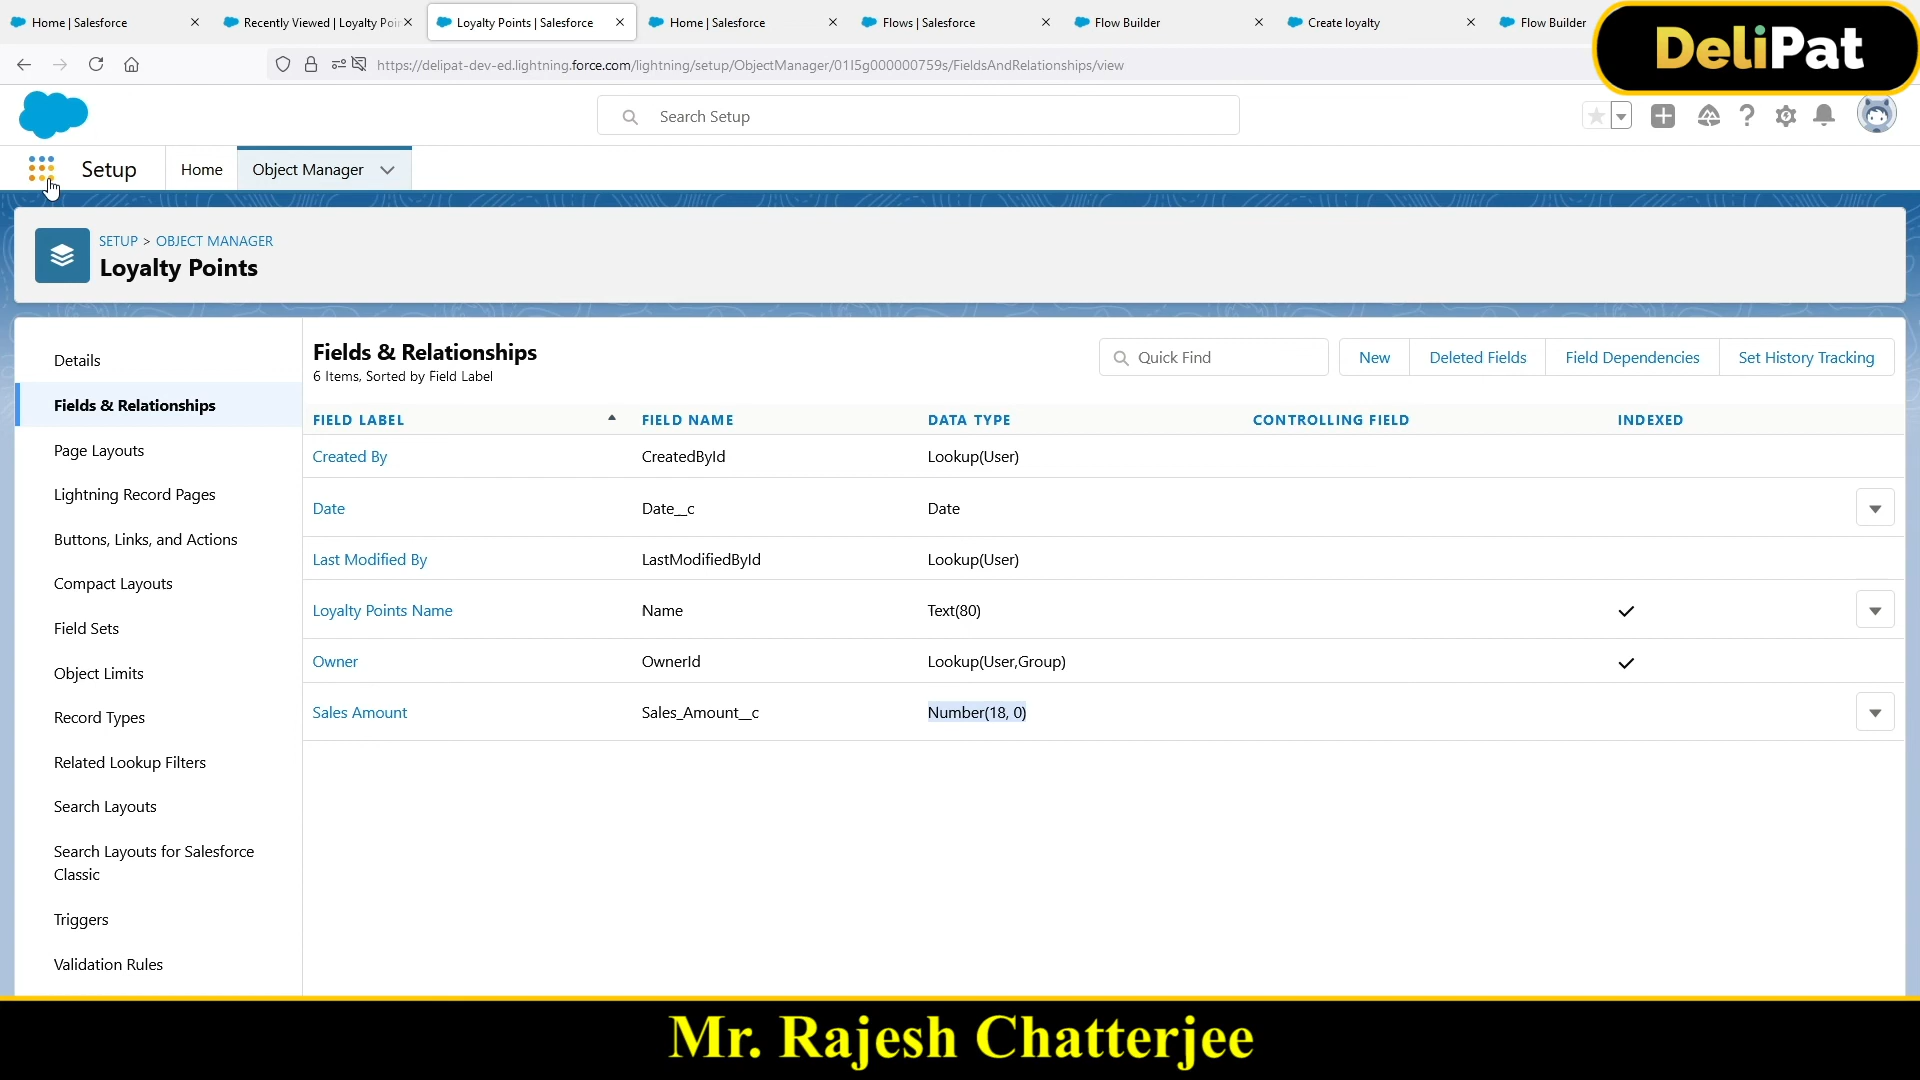 Home | Salesforce
Recently Viewed | Loyalty Poi
Loyalty Points | Salesforce
Home | Salesforce
Flows | Salesforce
Flow Builder
Create loyalty
Flow Builder
DeliPat
https://delipat-dev-ed.lightning.force.com/lightning/setup/ObjectManager/01I5g000000759s/FieldsAndRelationships/view
Search Setup
Setup
Home
Object Manager
SETUP > OBJECT MANAGER
Loyalty Points
Details
Fields & Relationships
Page Layouts
Lightning Record Pages
Buttons, Links, and Actions
Compact Layouts
Field Sets
Object Limits
Record Types
Related Lookup Filters
Search Layouts
Search Layouts for Salesforce
Classic
Triggers
Validation Rules
Fields & Relationships
6 Items, Sorted by Field Label
Quick Find
New
Deleted Fields
Field Dependencies
Set History Tracking
FIELD LABEL FIELD NAME DATA TYPE CONTROLLING FIELD INDEXED
Created By CreatedById Lookup(User)
Date Date__c Date
Last Modified By LastModifiedById Lookup(User)
Loyalty Points Name Name Text(80)
Owner OwnerId Lookup(User,Group)
Sales Amount Sales_Amount__c Number(18, 0)
Mr. Rajesh Chatterjee